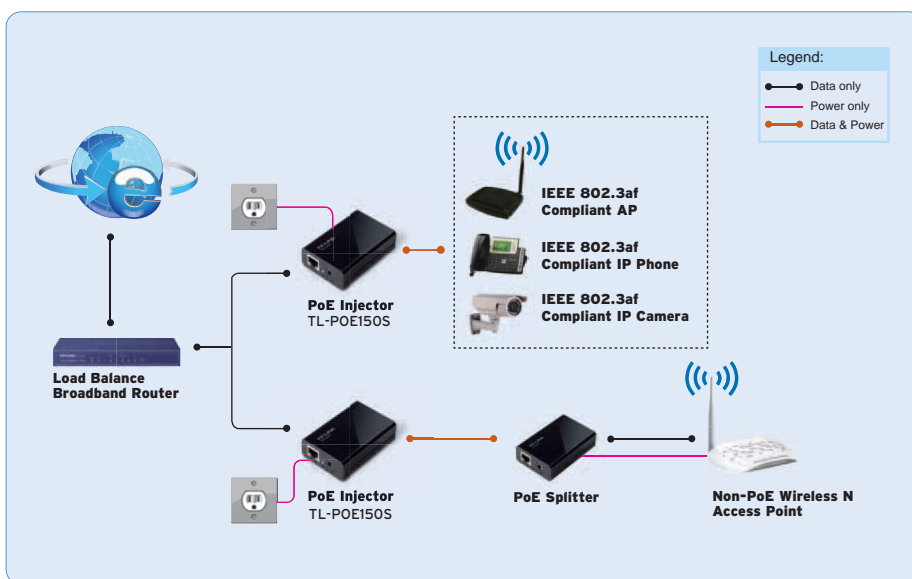 Legend:
Data only
Power only
Data & Power
IEEE 802.3af
Compliant AP
IEEE 802.3af
Compliant IP Phone
IEEE 802.3af
Compliant IP Camera
PoE Injector
TL-POE150S
Load Balance
Broadband Router
PoE Injector
TL-POE150S
PoE Splitter
Non-PoE Wireless N
Access Point